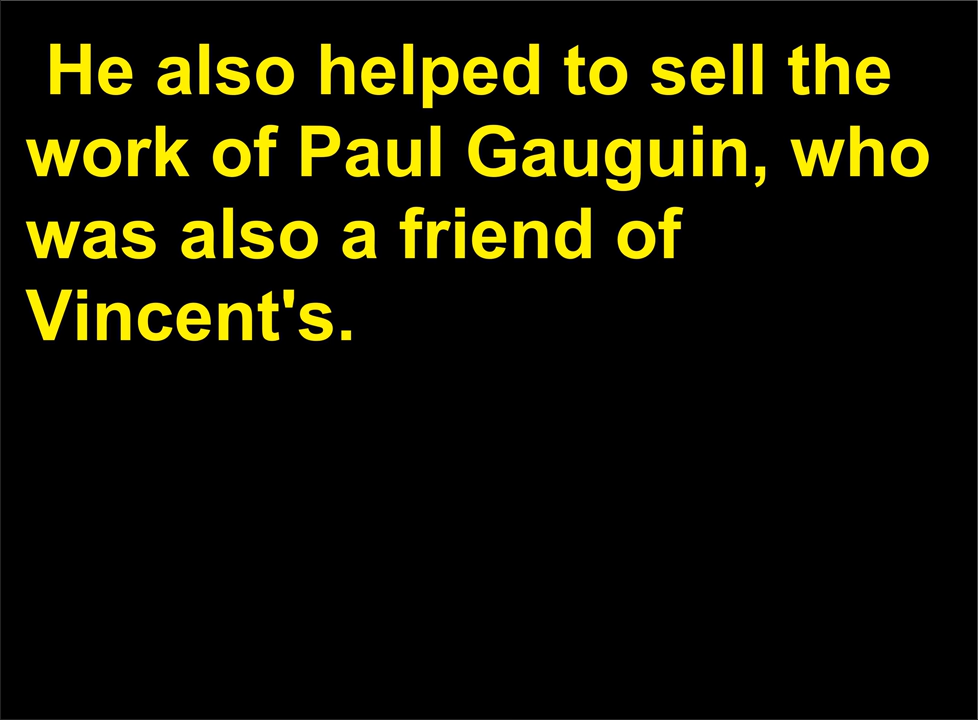 He also helped to sell the
work of Paul Gauguin, who
was also a friend of
Vincent's.